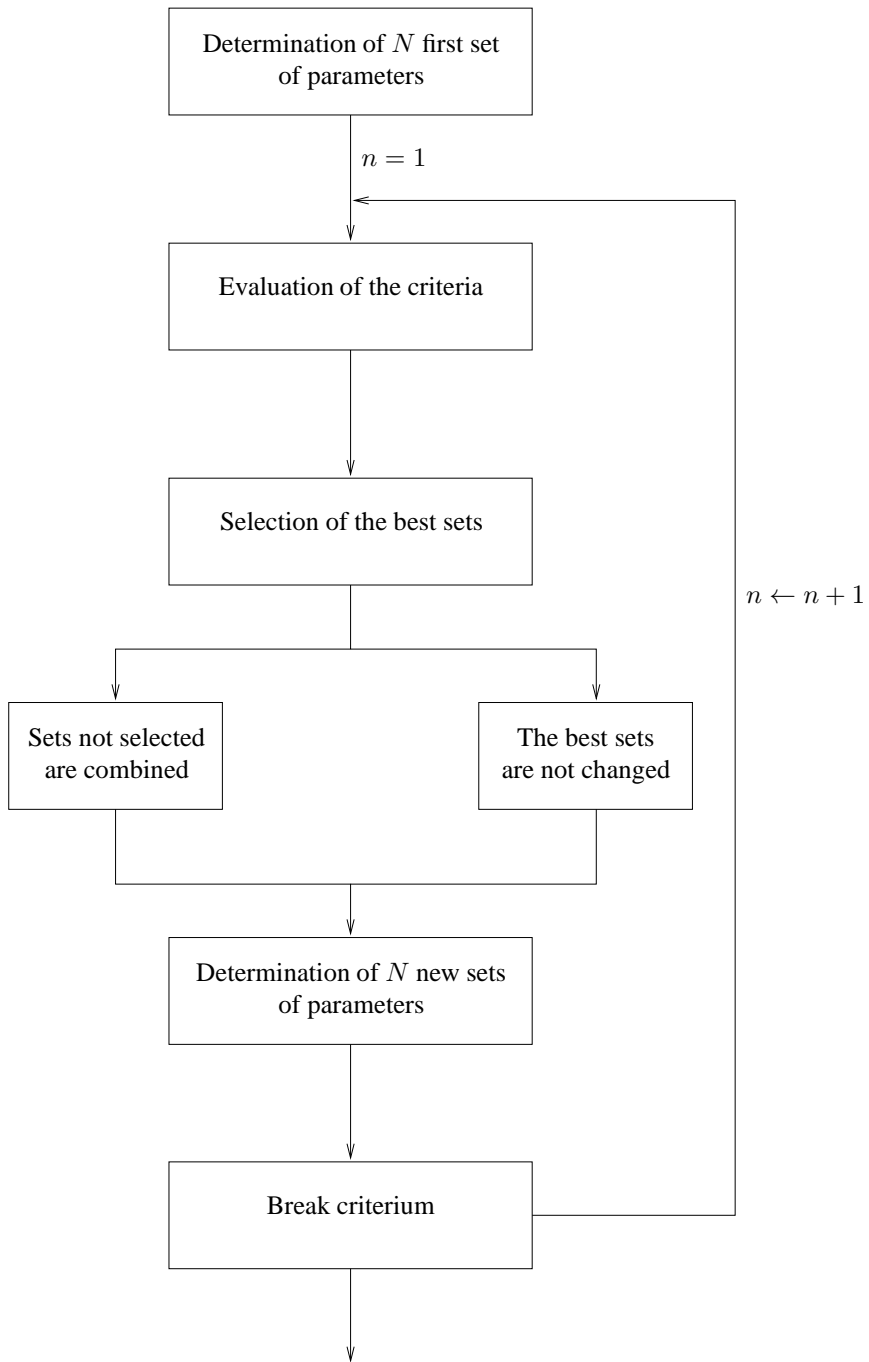 Determination of N first set
of parameters
n = 1
Evaluation of the criteria
Selection of the best sets
n ← n + 1
Sets not selected
are combined
The best sets
are not changed
Determination of N new sets
of parameters
Break criterium